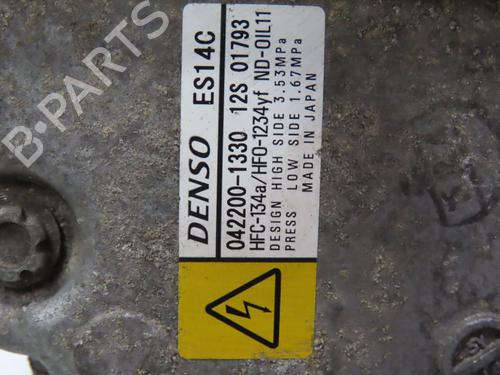 DENSO ES14C
042200-1330 12S 01793
HFC-134a/HFO-1234yf ND-OIL11
DESIGN HIGH SIDE 3.53MPa
PRESS LOW SIDE 1.67MPa
MADE IN JAPAN
B-PARTS